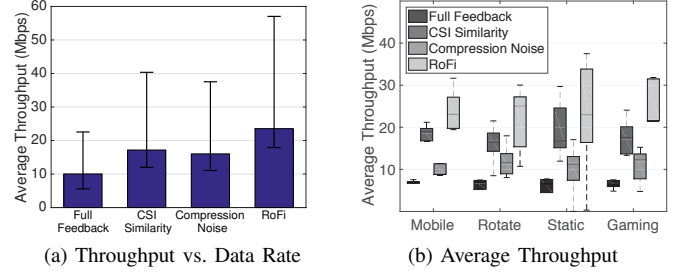 Average Throughput (Mbps)
60
50
40
30
20
10
0
Full
Feedback
CSI
Similarity
Compression
Noise
RoFi
(a) Throughput vs. Data Rate
Average Throughput (Mbps)
40
30
20
10
Full Feedback
CSI Similarity
Compression Noise
RoFi
Mobile Rotate Static Gaming
(b) Average Throughput